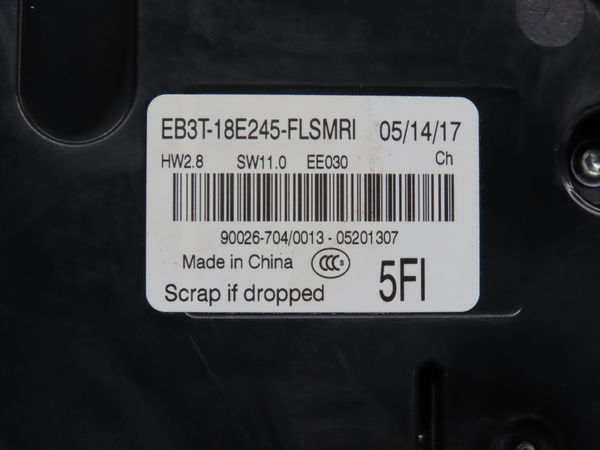 EB3T-18E245-FLSMRI 05/14/17
HW2.8 SW11.0 EE030 Ch
90026-704/0013 - 05201307
Made in China CCC S
Scrap if dropped 5FI